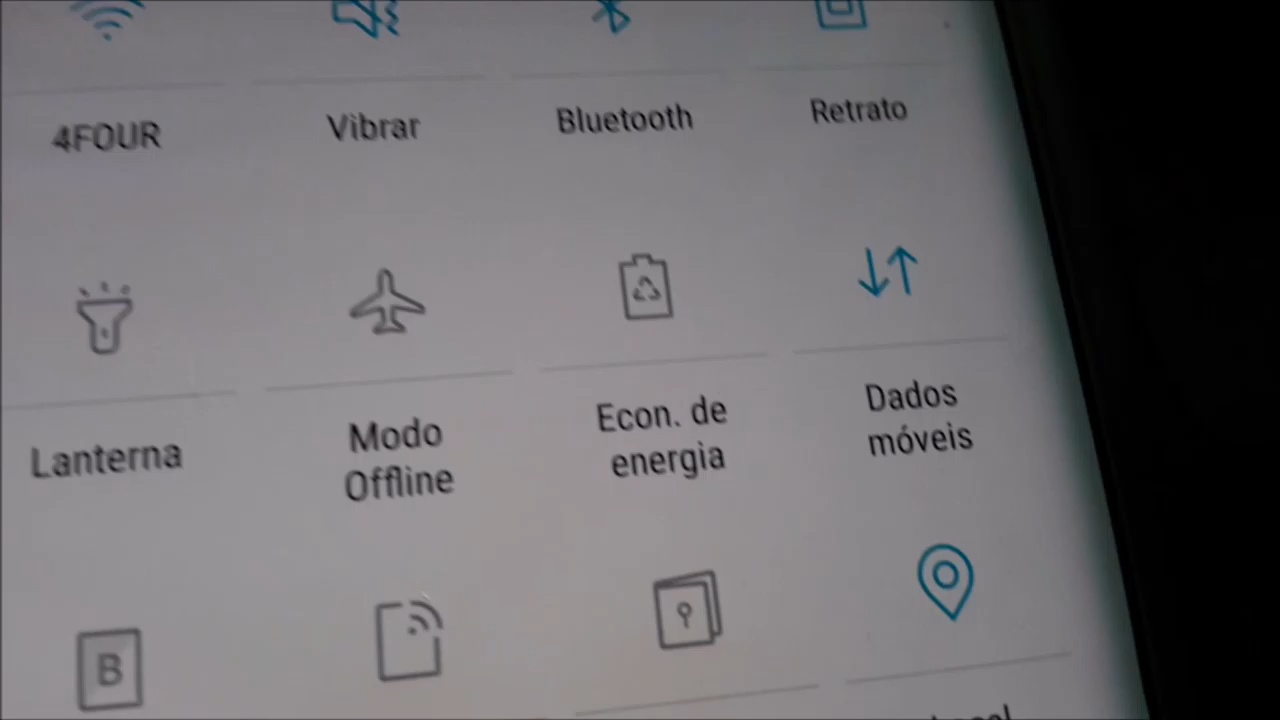 4FOUR
Vibrar
Bluetooth
Retrato
Lanterna
Modo
Offline
Econ. de
energia
Dados
móveis
B